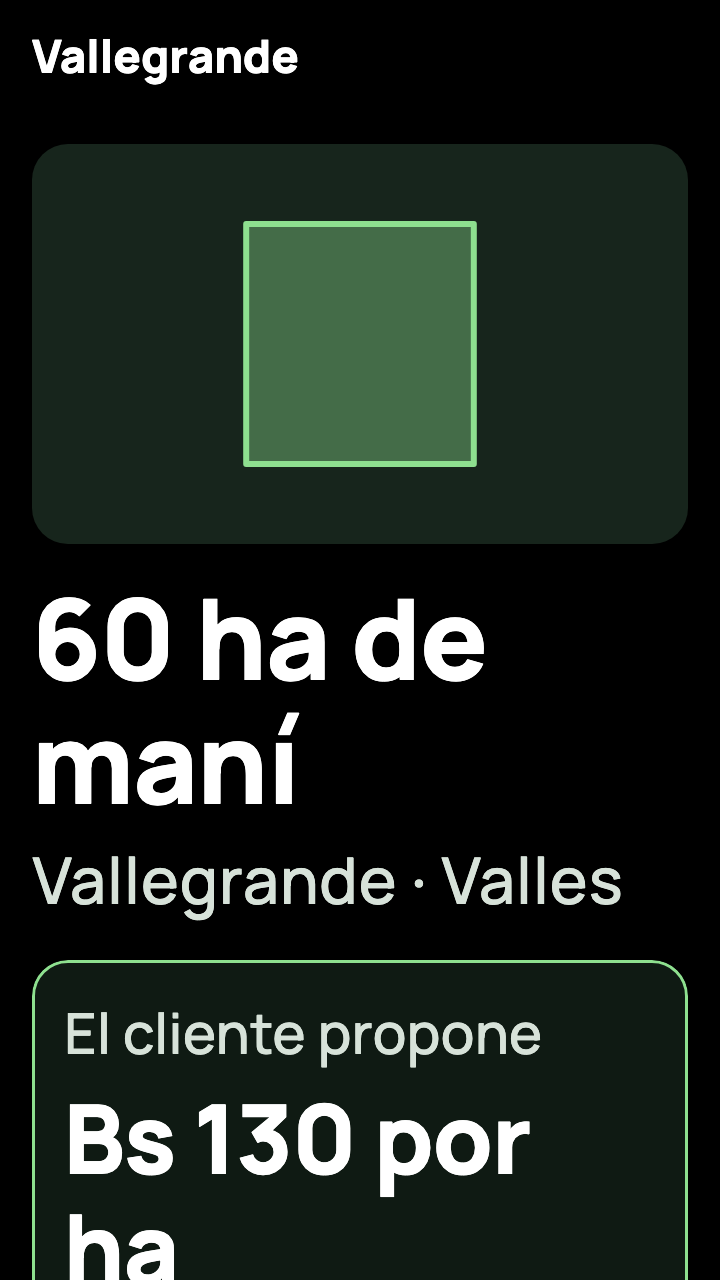 Vallegrande
60 ha de
maní
Vallegrande · Valles
El cliente propone
Bs 130 por
ha